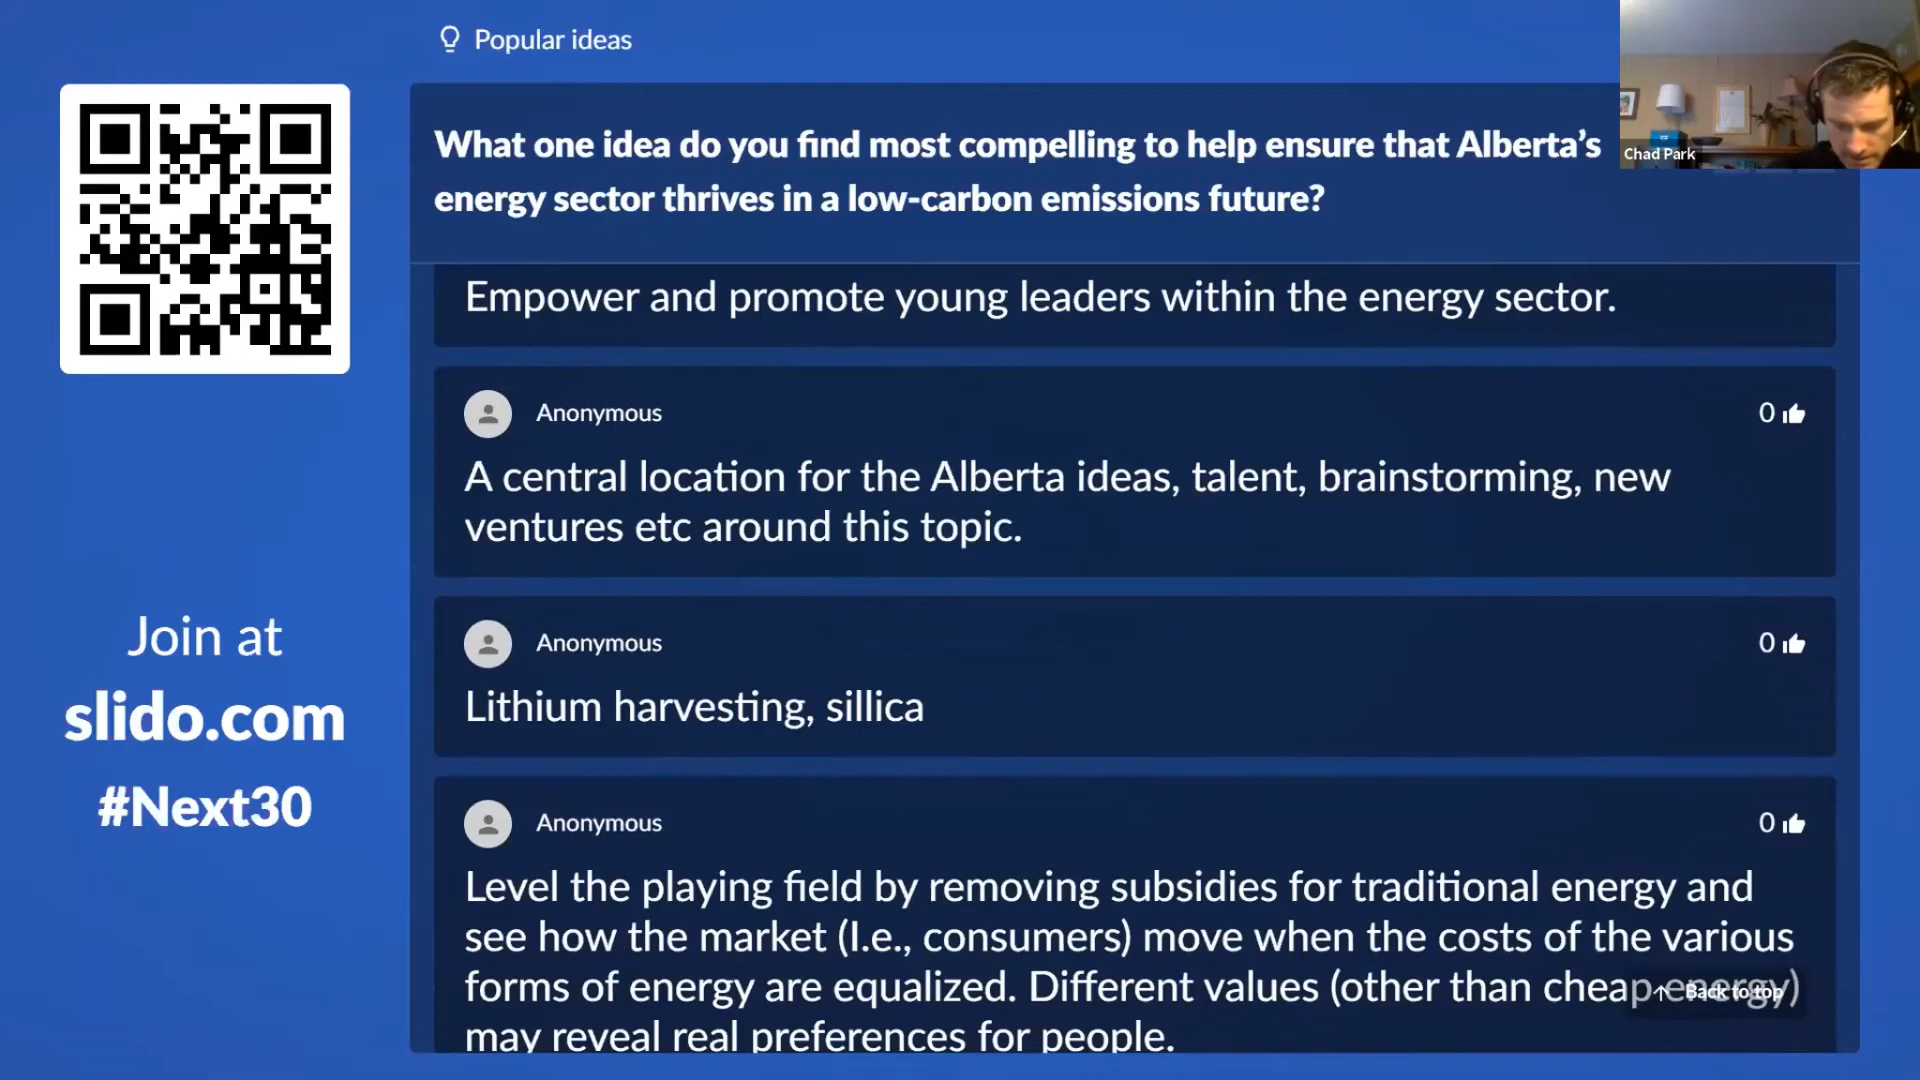 Popular ideas
What one idea do you find most compelling to help ensure that Alberta’s
energy sector thrives in a low-carbon emissions future?
Chad Park
Empower and promote young leaders within the energy sector.
Anonymous
0
A central location for the Alberta ideas, talent, brainstorming, new
ventures etc around this topic.
Anonymous
0
Lithium harvesting, sillica
Anonymous
0
Level the playing field by removing subsidies for traditional energy and
see how the market (I.e., consumers) move when the costs of the various
forms of energy are equalized. Different values (other than cheap energy)
may reveal real preferences for people.
Back to top
Join at
slido.com
#Next30